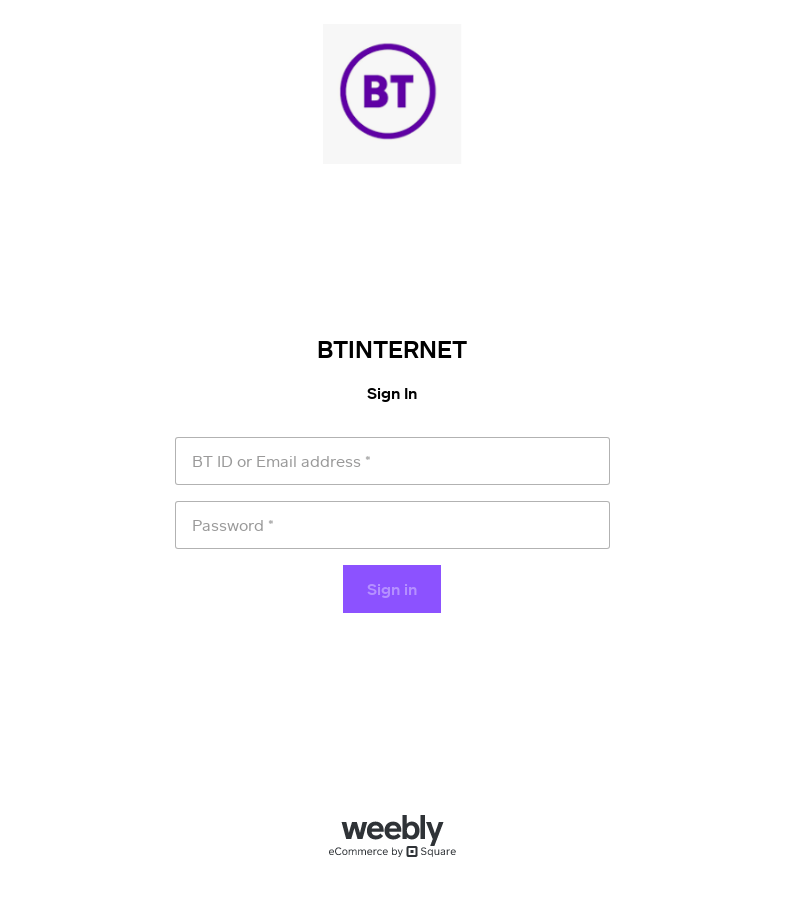 BT
BTINTERNET
Sign In
BT ID or Email address *
Password *
Sign in
weebly
eCommerce by Square